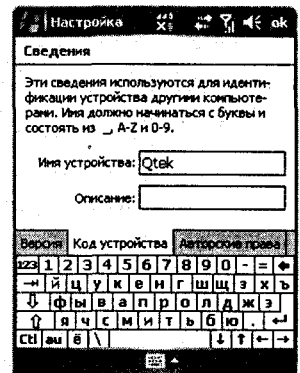 Настройка ok
Сведения
Эти сведения используются для иденти-
фикации устройства другими компьюте-
рами. Имя должно начинаться с буквы и
состоять из _, A-Z и 0-9.
Имя устройства: Qtek
Описание:
Версия Код устройства Авторские права
123 1 2 3 4 5 6 7 8 9 0 - =
й ц у к е н г ш щ з х ъ
ф ы в а п р о л д ж э
я ч с м и т ь б ю .
Ctl au ё \